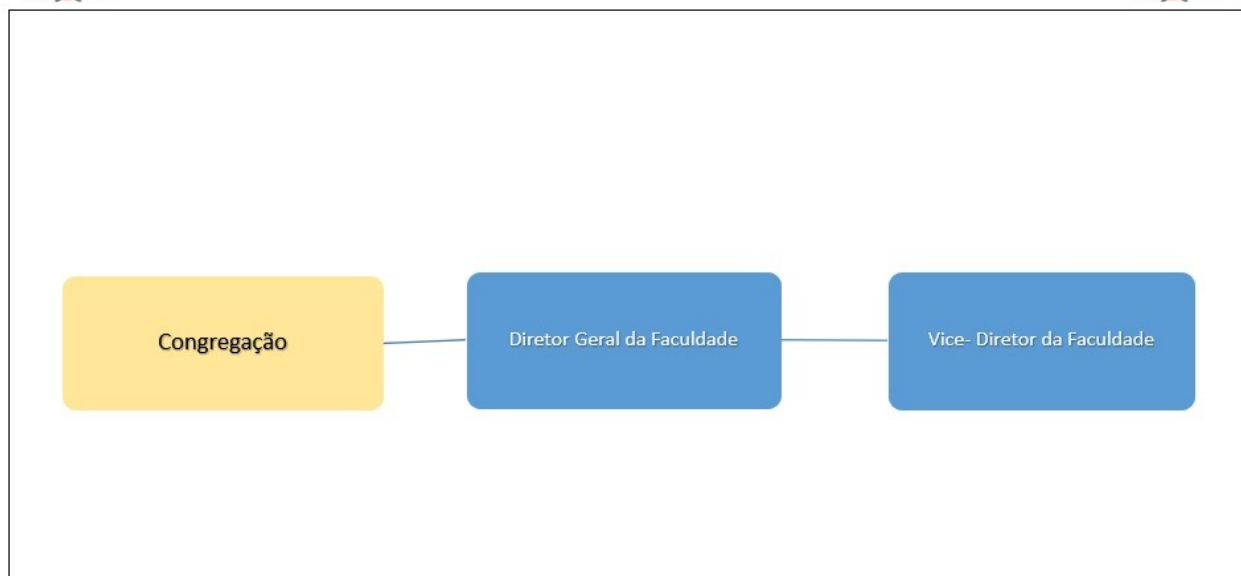 Congregação
Diretor Geral da Faculdade
Vice- Diretor da Faculdade